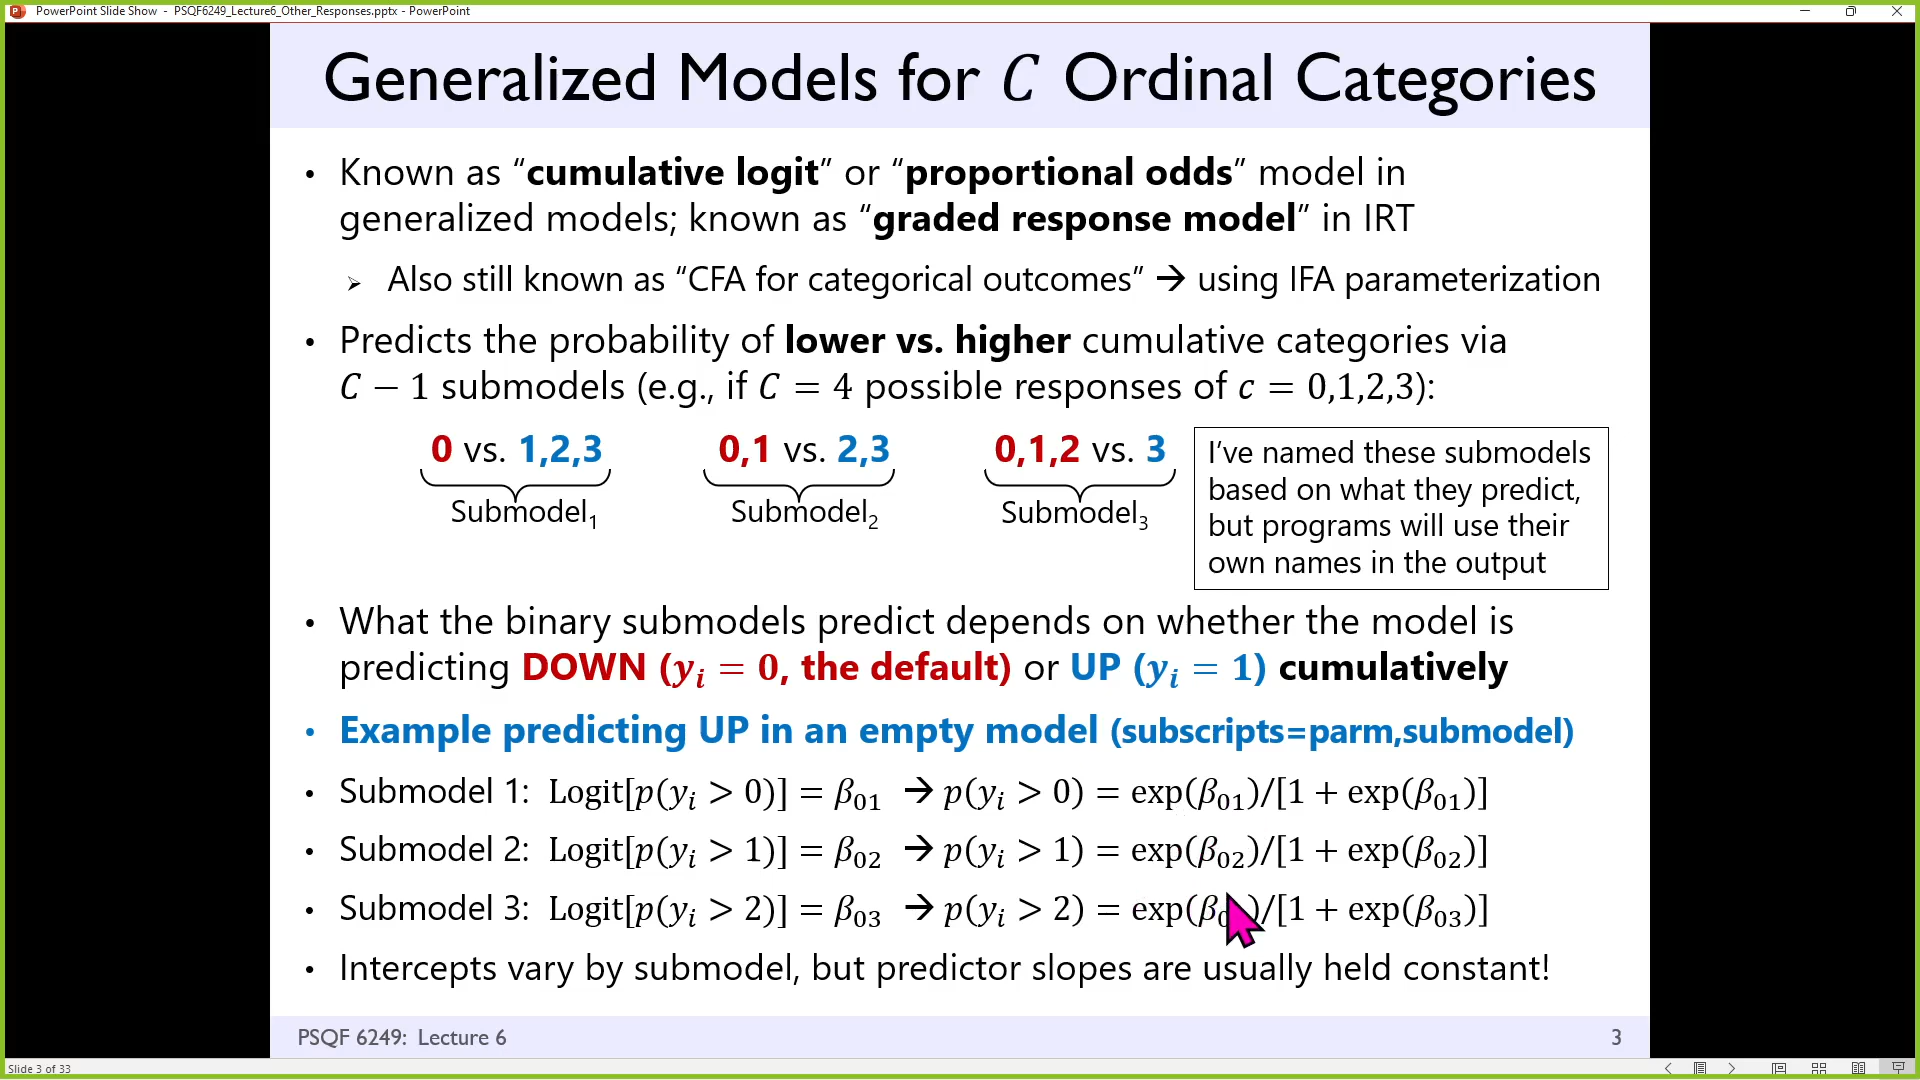 PowerPoint Slide Show - PSQF6249_Lecture6_Other_Responses.pptx - PowerPoint
Generalized Models for C Ordinal Categories
• Known as “cumulative logit” or “proportional odds” model in
generalized models; known as “graded response model” in IRT
➢ Also still known as “CFA for categorical outcomes” → using IFA parameterization
• Predicts the probability of lower vs. higher cumulative categories via
C − 1 submodels (e.g., if C = 4 possible responses of c = 0,1,2,3):
0 vs. 1,2,3 0,1 vs. 2,3 0,1,2 vs. 3
Submodel₁ Submodel₂ Submodel₃
I’ve named these submodels
based on what they predict,
but programs will use their
own names in the output
• What the binary submodels predict depends on whether the model is
predicting DOWN (yᵢ = 0, the default) or UP (yᵢ = 1) cumulatively
• Example predicting UP in an empty model (subscripts=parm,submodel)
• Submodel 1: Logit[p(yᵢ > 0)] = β₀₁ → p(yᵢ > 0) = exp(β₀₁)/[1 + exp(β₀₁)]
• Submodel 2: Logit[p(yᵢ > 1)] = β₀₂ → p(yᵢ > 1) = exp(β₀₂)/[1 + exp(β₀₂)]
• Submodel 3: Logit[p(yᵢ > 2)] = β₀₃ → p(yᵢ > 2) = exp(β₀)/[1 + exp(β₀₃)]
• Intercepts vary by submodel, but predictor slopes are usually held constant!
PSQF 6249: Lecture 6 3
Slide 3 of 33